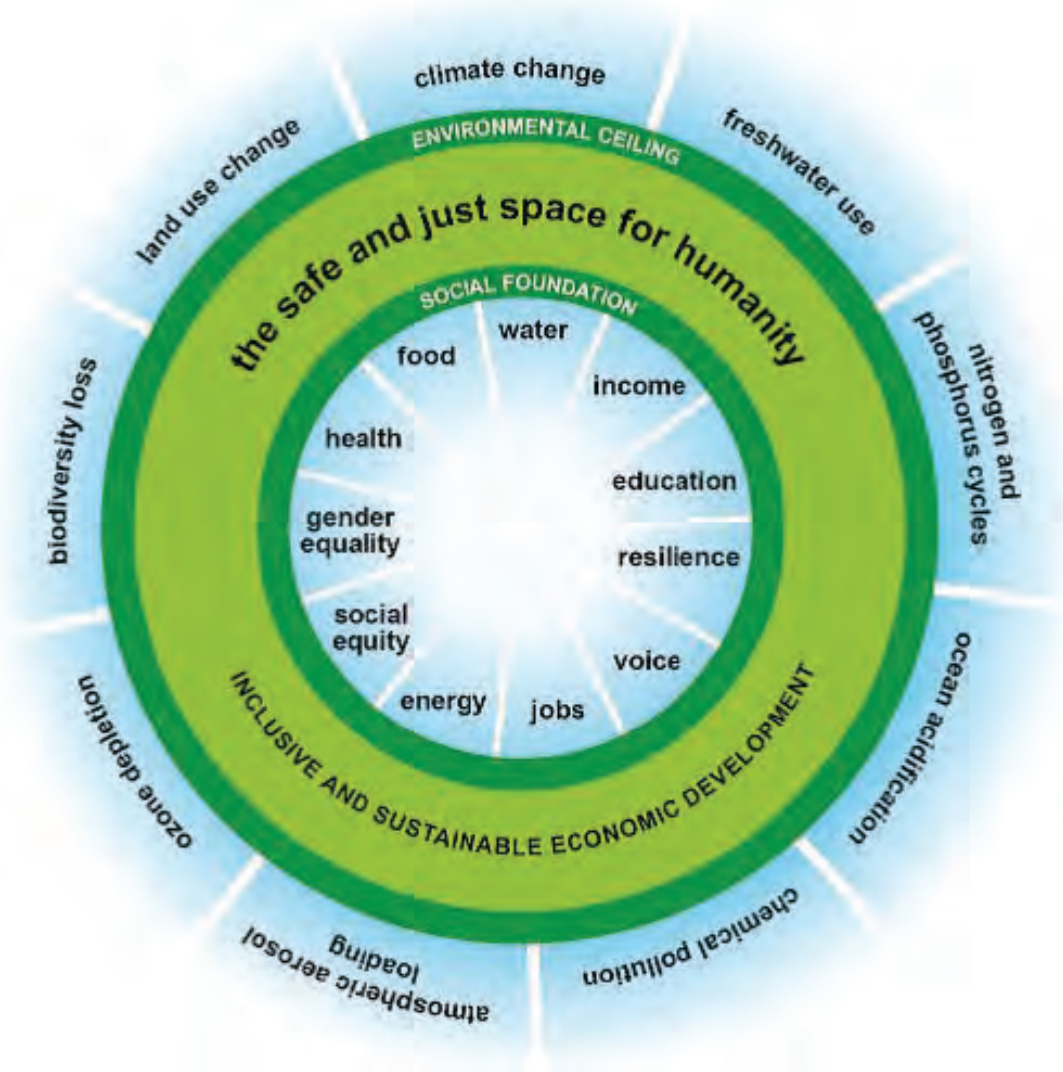 climate change
freshwater use
nitrogen and
phosphorus cycles
ocean acidification
chemical pollution
atmospheric aerosol
loading
ozone depletion
biodiversity loss
land use change
ENVIRONMENTAL CEILING
the safe and just space for humanity
SOCIAL FOUNDATION
water
income
education
resilience
voice
jobs
energy
social
equity
gender
equality
health
food
INCLUSIVE AND SUSTAINABLE ECONOMIC DEVELOPMENT